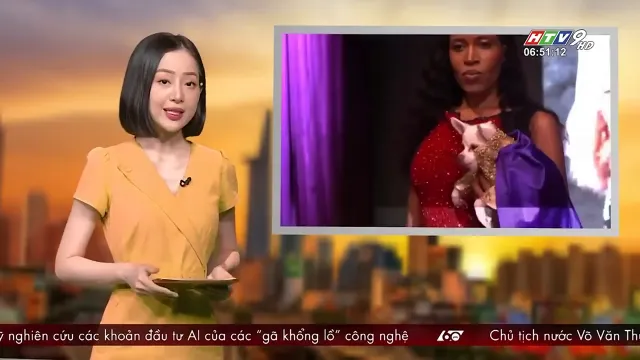 HTV9 HD
06:51:12
nghiên cứu các khoản đầu tư AI của các “gã khổng lồ” công nghệ 60 Chủ tịch nước Võ Văn